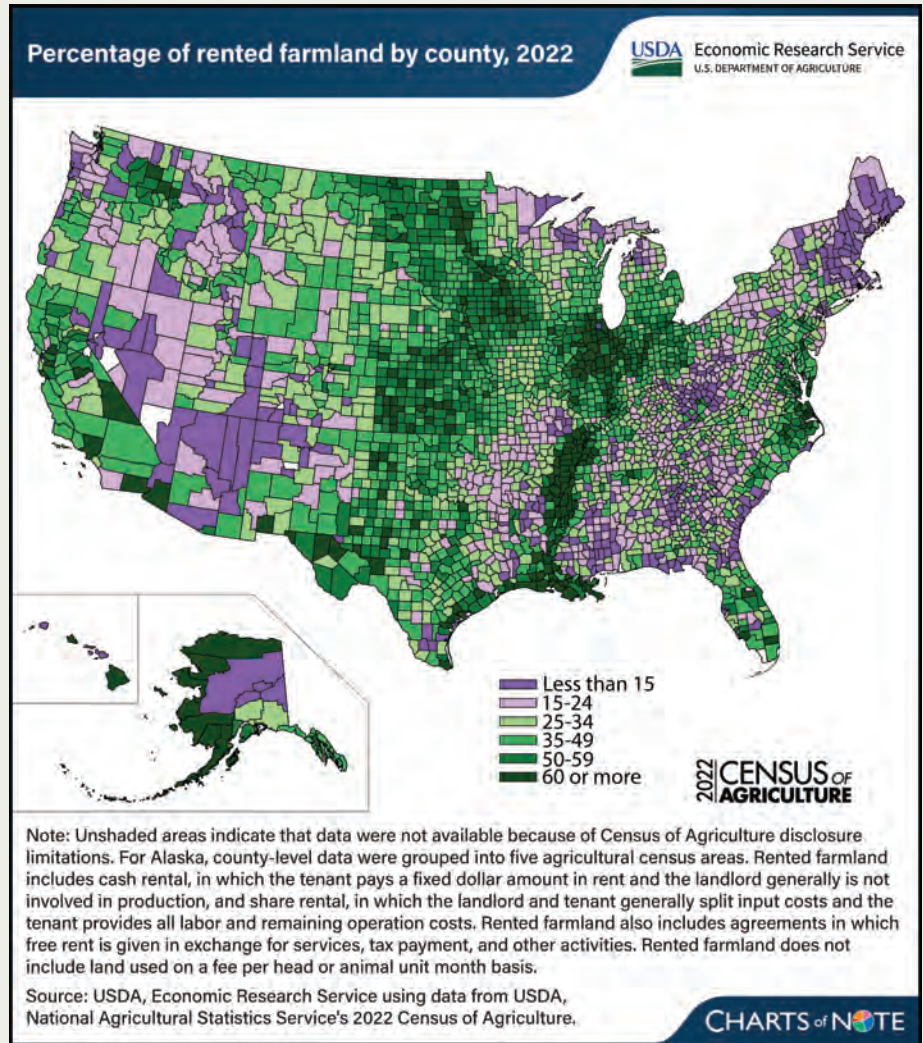 Percentage of rented farmland by county, 2022
USDA Economic Research Service
U.S. DEPARTMENT OF AGRICULTURE
Less than 15
15-24
25-34
35-49
50-59
60 or more
2022 CENSUS OF
AGRICULTURE
Note: Unshaded areas indicate that data were not available because of Census of Agriculture disclosure
limitations. For Alaska, county-level data were grouped into five agricultural census areas. Rented farmland
includes cash rental, in which the tenant pays a fixed dollar amount in rent and the landlord generally is not
involved in production, and share rental, in which the landlord and tenant generally split input costs and the
tenant provides all labor and remaining operation costs. Rented farmland also includes agreements in which
free rent is given in exchange for services, tax payment, and other activities. Rented farmland does not
include land used on a fee per head or animal unit month basis.
Source: USDA, Economic Research Service using data from USDA,
National Agricultural Statistics Service's 2022 Census of Agriculture.
CHARTS of NOTE